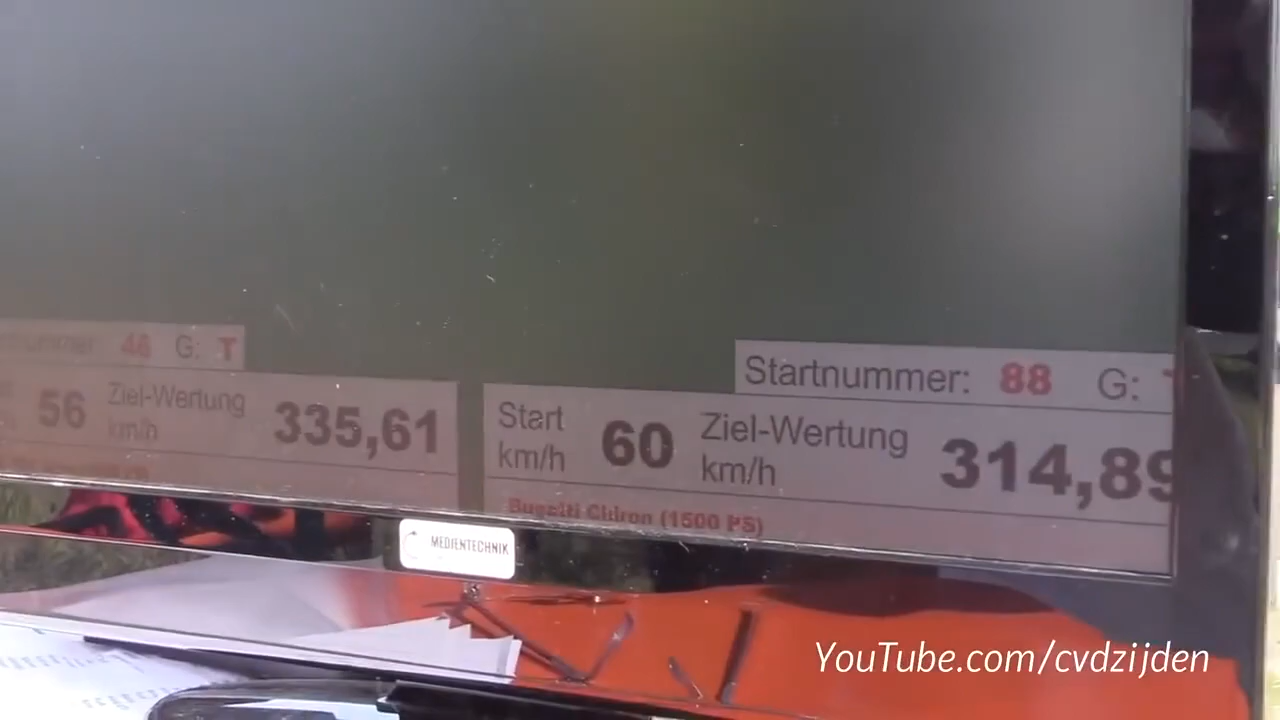 46 G: T
56 Ziel-Wertung 335,61
km/h
Startnummer: 88 G:
Start 60 Ziel-Wertung 314,89
km/h km/h
Bugatti Chiron (1500 PS)
MEDIENTECHNIK
YouTube.com/cvdzijden